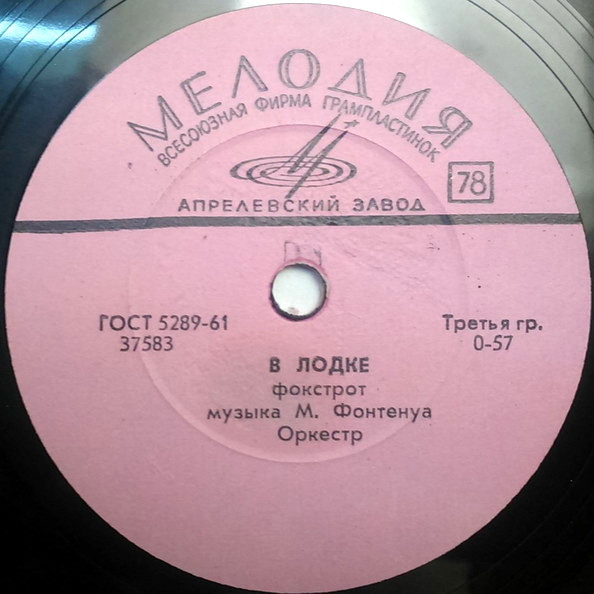 МЕЛОДИЯ
ВСЕСОЮЗНАЯ ФИРМА ГРАМПЛАСТИНОК
78
АПРЕЛЕВСКИЙ ЗАВОД
ГОСТ 5289-61
37583
Третья гр.
0-57
В ЛОДКЕ
фокстрот
музыка М. Фонтенуа
Оркестр